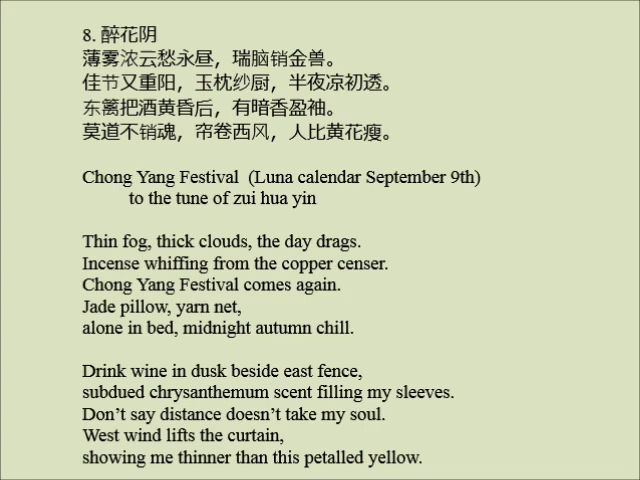 8. 醉花阴
薄雾浓云愁永昼，瑞脑销金兽。
佳节又重阳，玉枕纱厨，半夜凉初透。
东篱把酒黄昏后，有暗香盈袖。
莫道不销魂，帘卷西风，人比黄花瘦。
Chong Yang Festival (Luna calendar September 9th)
to the tune of zui hua yin
Thin fog, thick clouds, the day drags.
Incense whiffing from the copper censer.
Chong Yang Festival comes again.
Jade pillow, yarn net,
alone in bed, midnight autumn chill.
Drink wine in dusk beside east fence,
subdued chrysanthemum scent filling my sleeves.
Don’t say distance doesn’t take my soul.
West wind lifts the curtain,
showing me thinner than this petalled yellow.